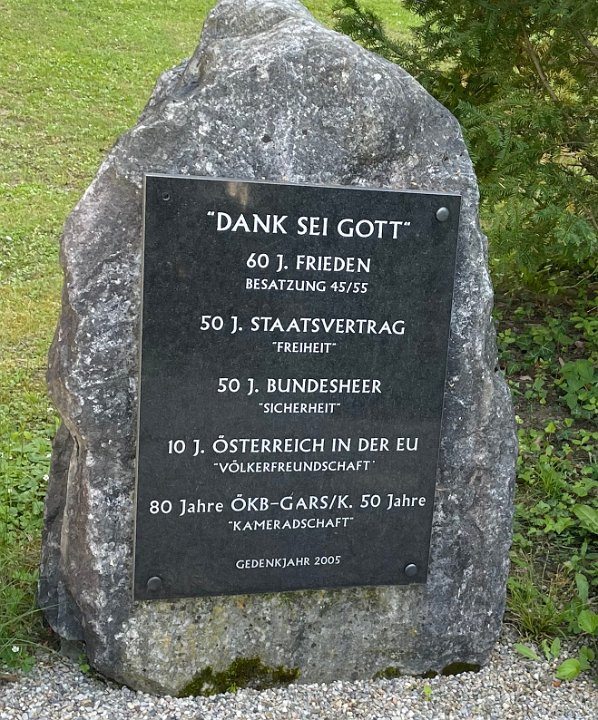 "DANK SEI GOTT"
60 J. FRIEDEN
BESATZUNG 45/55
50 J. STAATSVERTRAG
"FREIHEIT"
50 J. BUNDESHEER
"SICHERHEIT"
10 J. ÖSTERREICH IN DER EU
"VÖLKERFREUNDSCHAFT"
80 Jahre ÖKB-GARS/K. 50 Jahre
"KAMERADSCHAFT"
GEDENKJAHR 2005